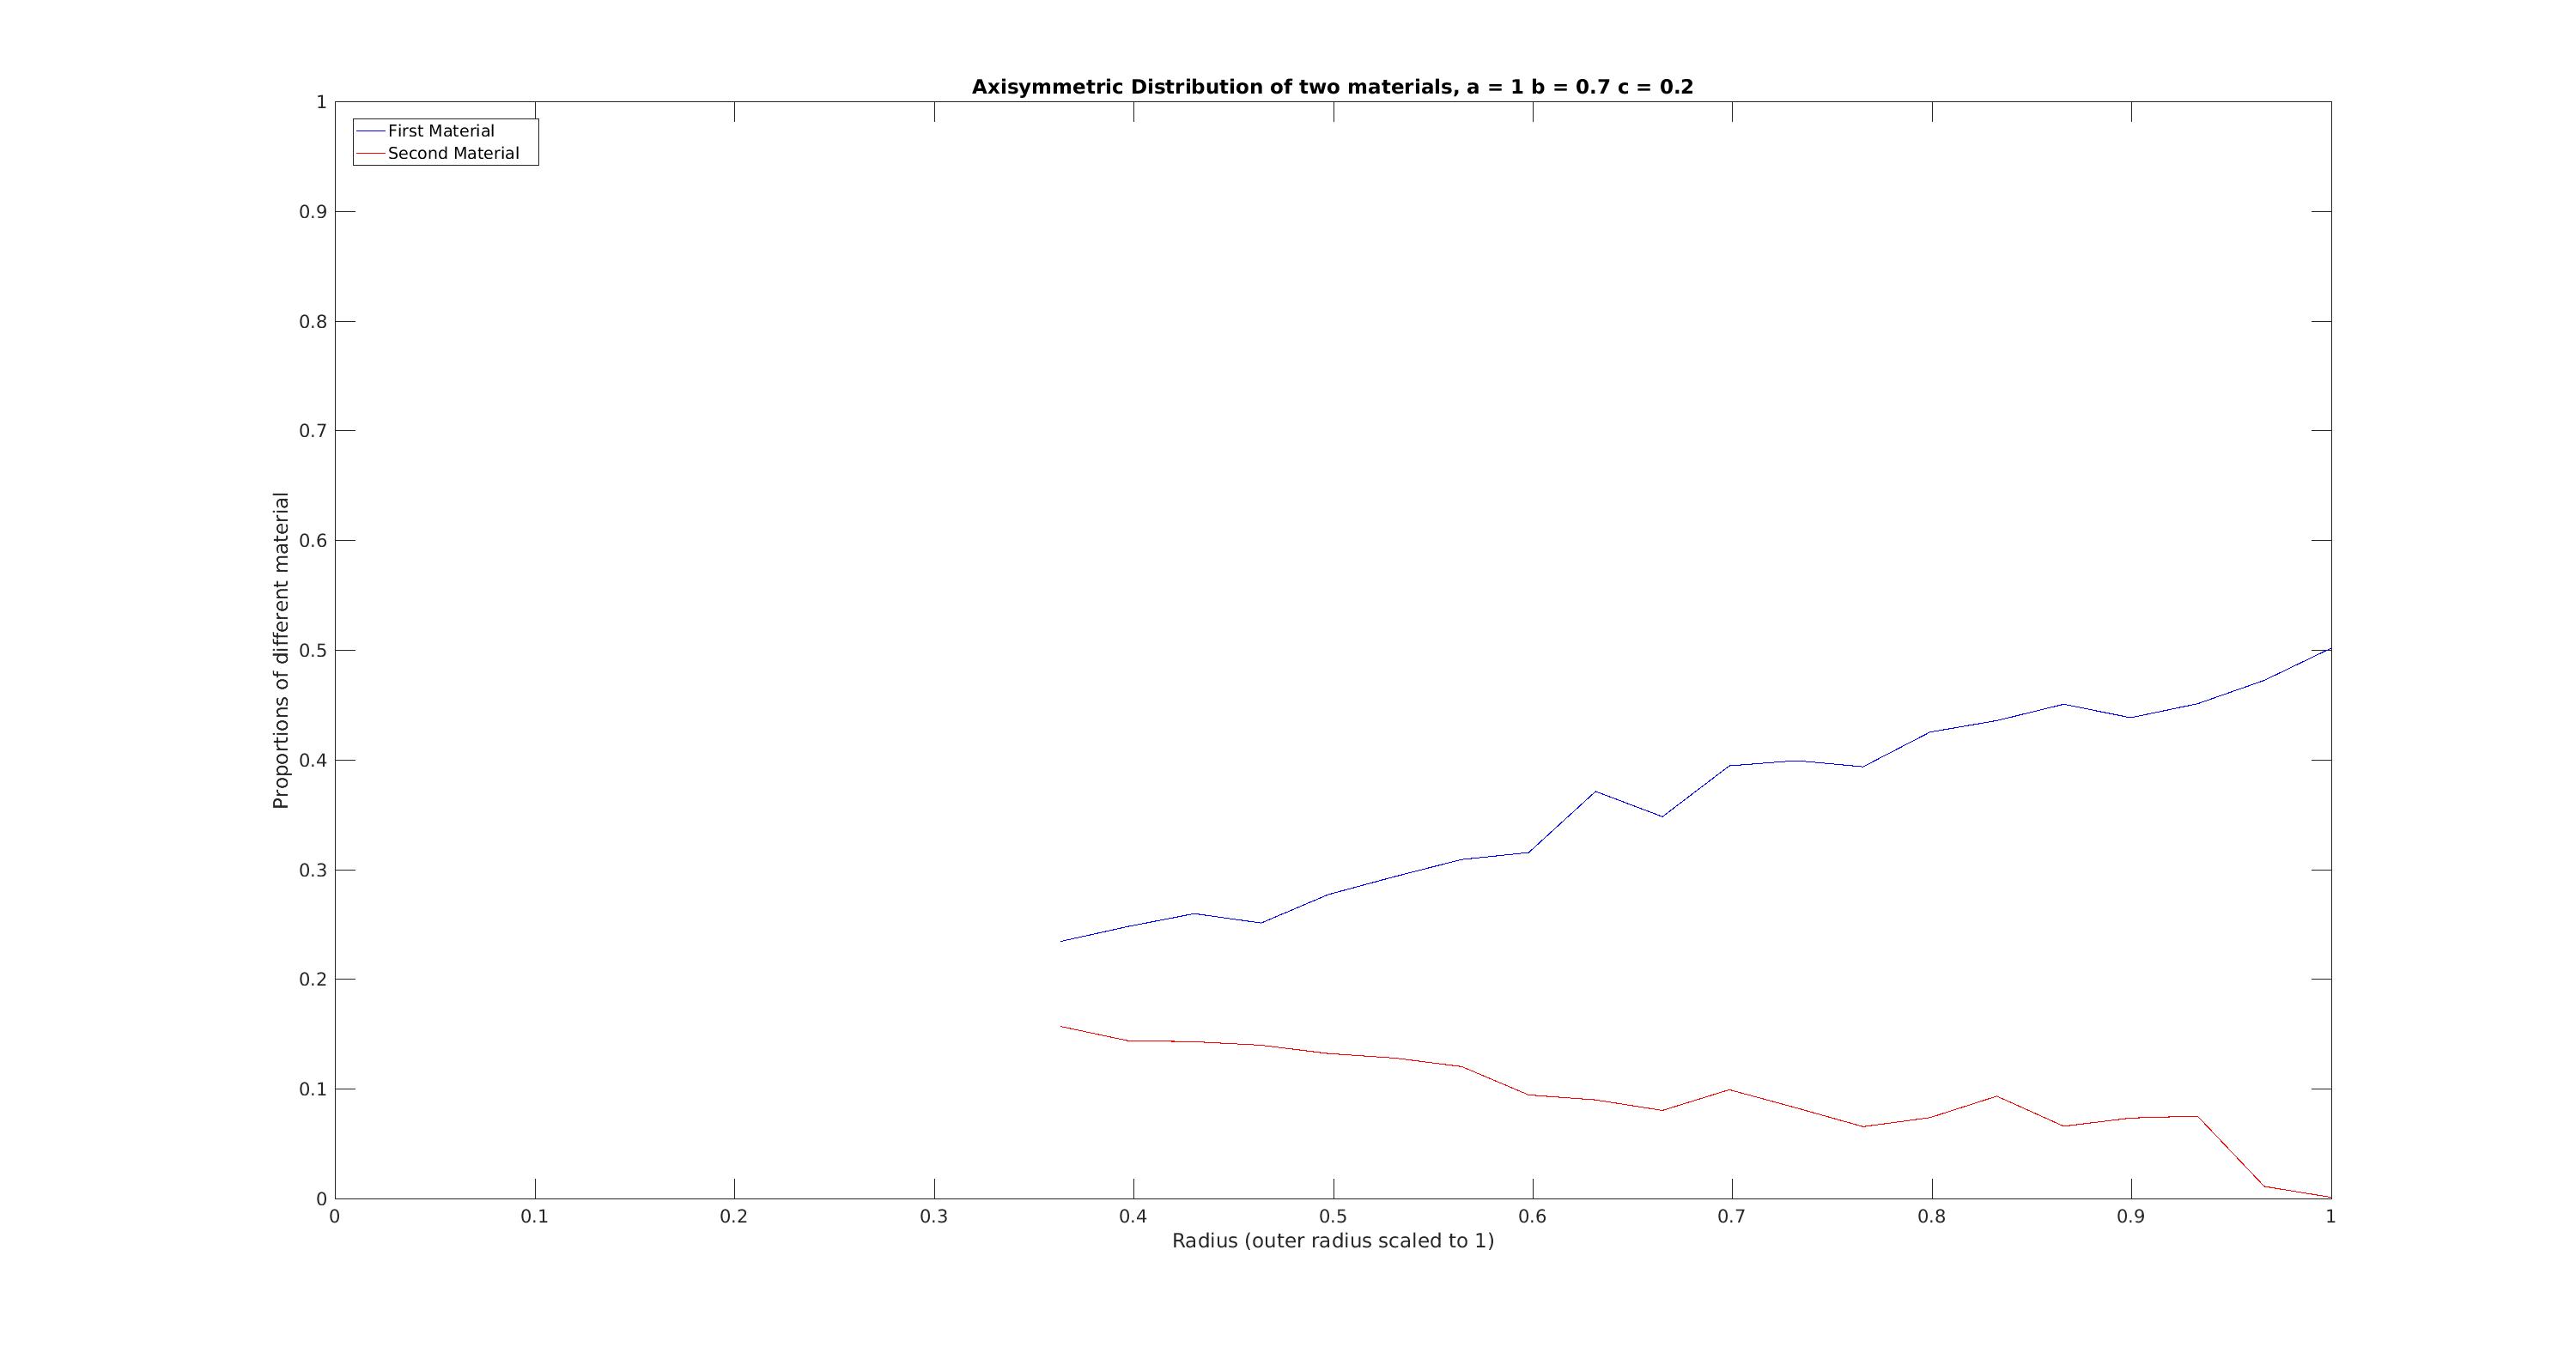 Axisymmetric Distribution of two materials, a = 1 b = 0.7 c = 0.2
First Material
Second Material
1
0.9
0.8
0.7
0.6
0.5
0.4
0.3
0.2
0.1
0
Proportions of different material
0 0.1 0.2 0.3 0.4 0.5 0.6 0.7 0.8 0.9 1
Radius (outer radius scaled to 1)